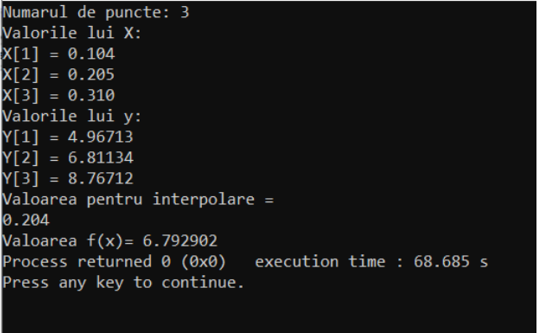 Numarul de puncte: 3
Valorile lui X:
X[1] = 0.104
X[2] = 0.205
X[3] = 0.310
Valorile lui y:
Y[1] = 4.96713
Y[2] = 6.81134
Y[3] = 8.76712
Valoarea pentru interpolare =
0.204
Valoarea f(x)= 6.792902
Process returned 0 (0x0)   execution time : 68.685 s
Press any key to continue.